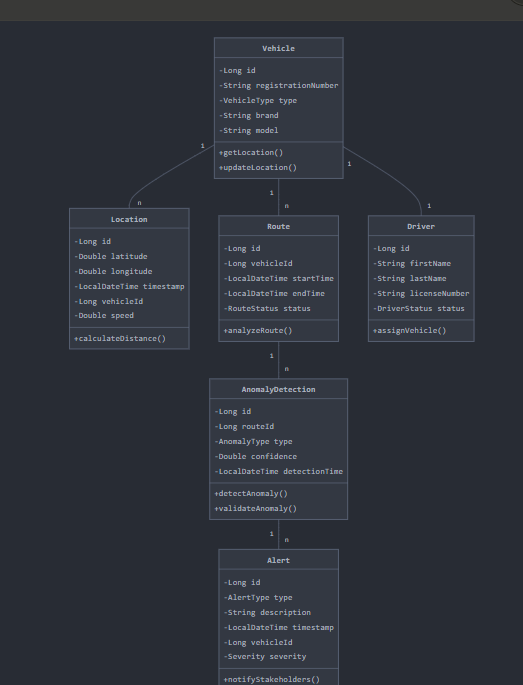 Vehicle
-Long id
-String registrationNumber
-VehicleType type
-String brand
-String model
+getLocation()
+updateLocation()
1
1
1
n
n
1
Location
-Long id
-Double latitude
-Double longitude
-LocalDateTime timestamp
-Long vehicleId
-Double speed
+calculateDistance()
Route
-Long id
-Long vehicleId
-LocalDateTime startTime
-LocalDateTime endTime
-RouteStatus status
+analyzeRoute()
Driver
-Long id
-String firstName
-String lastName
-String licenseNumber
-DriverStatus status
+assignVehicle()
1
n
AnomalyDetection
-Long id
-Long routeId
-AnomalyType type
-Double confidence
-LocalDateTime detectionTime
+detectAnomaly()
+validateAnomaly()
1
n
Alert
-Long id
-AlertType type
-String description
-LocalDateTime timestamp
-Long vehicleId
-Severity severity
+notifyStakeholders()